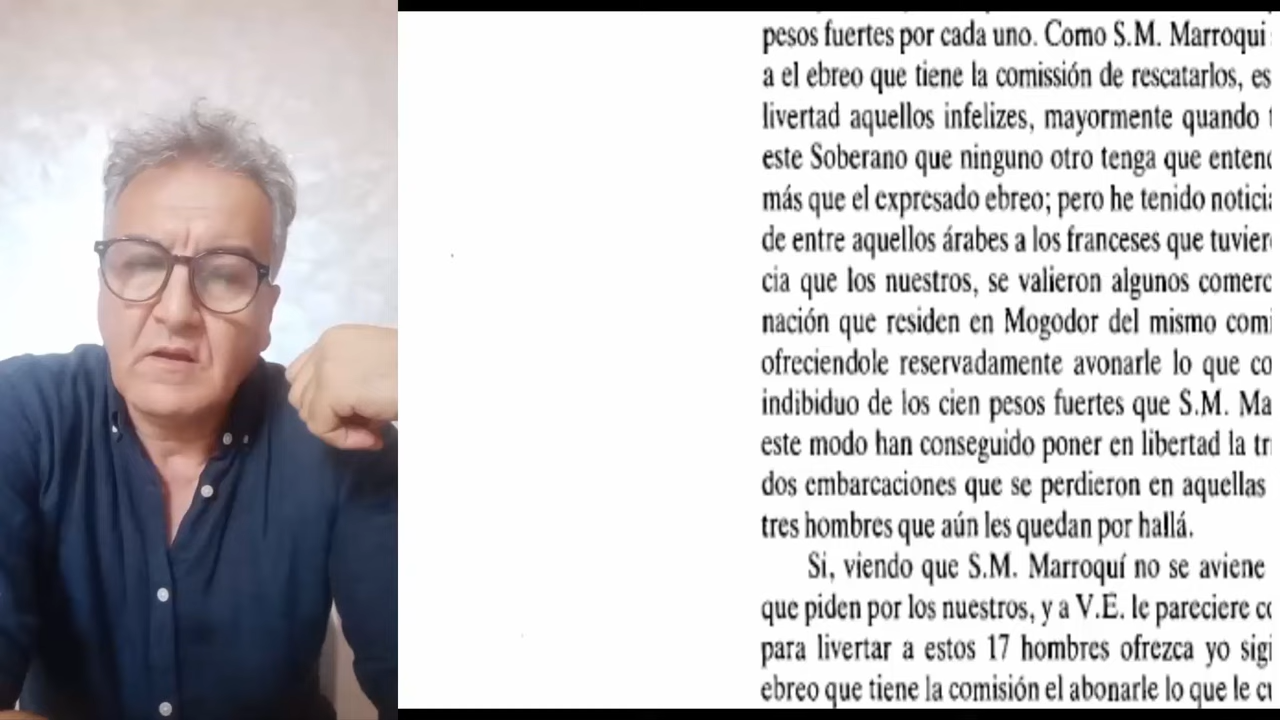 pesos fuertes por cada uno. Como S.M. Marroqui
a el ebreo que tiene la comissión de rescatarlos, es
livertad aquellos infelizes, mayormente quando
este Soberano que ninguno otro tenga que
más que el expresado ebreo; pero he tenido
de entre aquellos árabes a los franceses que
cia que los nuestros, se valieron algunos
nación que residen en Mogodor del mismo
ofreciendole reservadamente avonarle lo que co
indibiduo de los cien pesos fuertes que S.M. Ma
este modo han conseguido poner en libertad la
dos embarcaciones que se perdieron en aquellas
tres hombres que aún les quedan por hallá.
Si, viendo que S.M. Marroquí no se aviene
que piden por los nuestros, y a V.E. le pareciere
para livertar a estos 17 hombres ofrezca yo
ebreo que tiene la comisión el abonarle lo que le